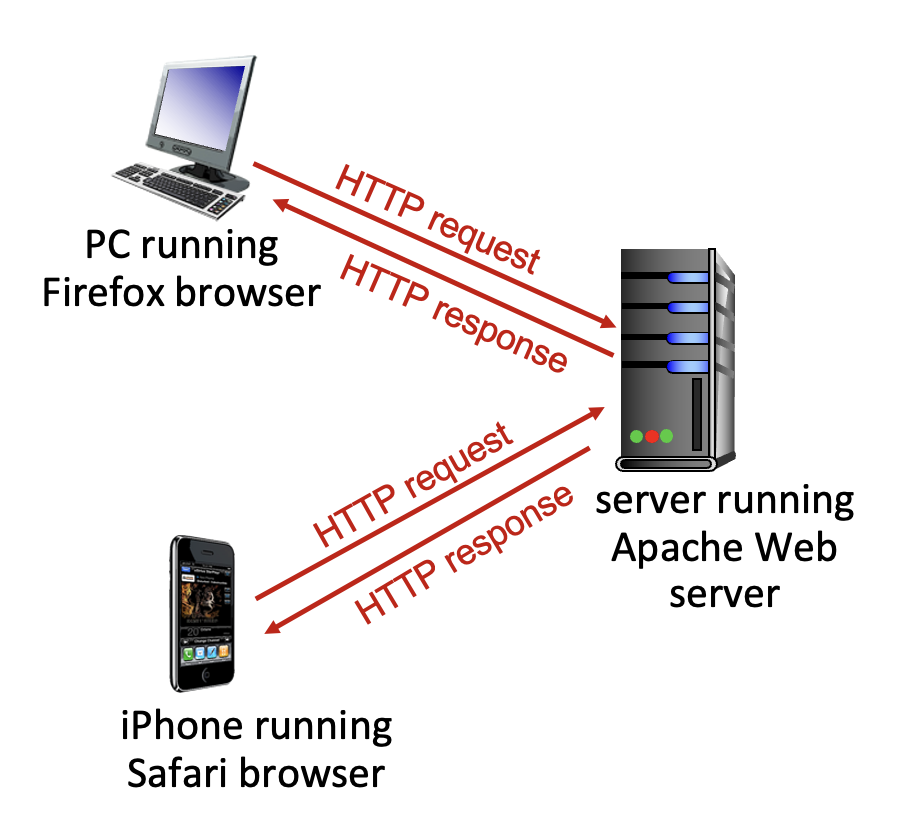 HTTP request
HTTP response
PC running
Firefox browser
HTTP request
HTTP response
server running
Apache Web
server
iPhone running
Safari browser